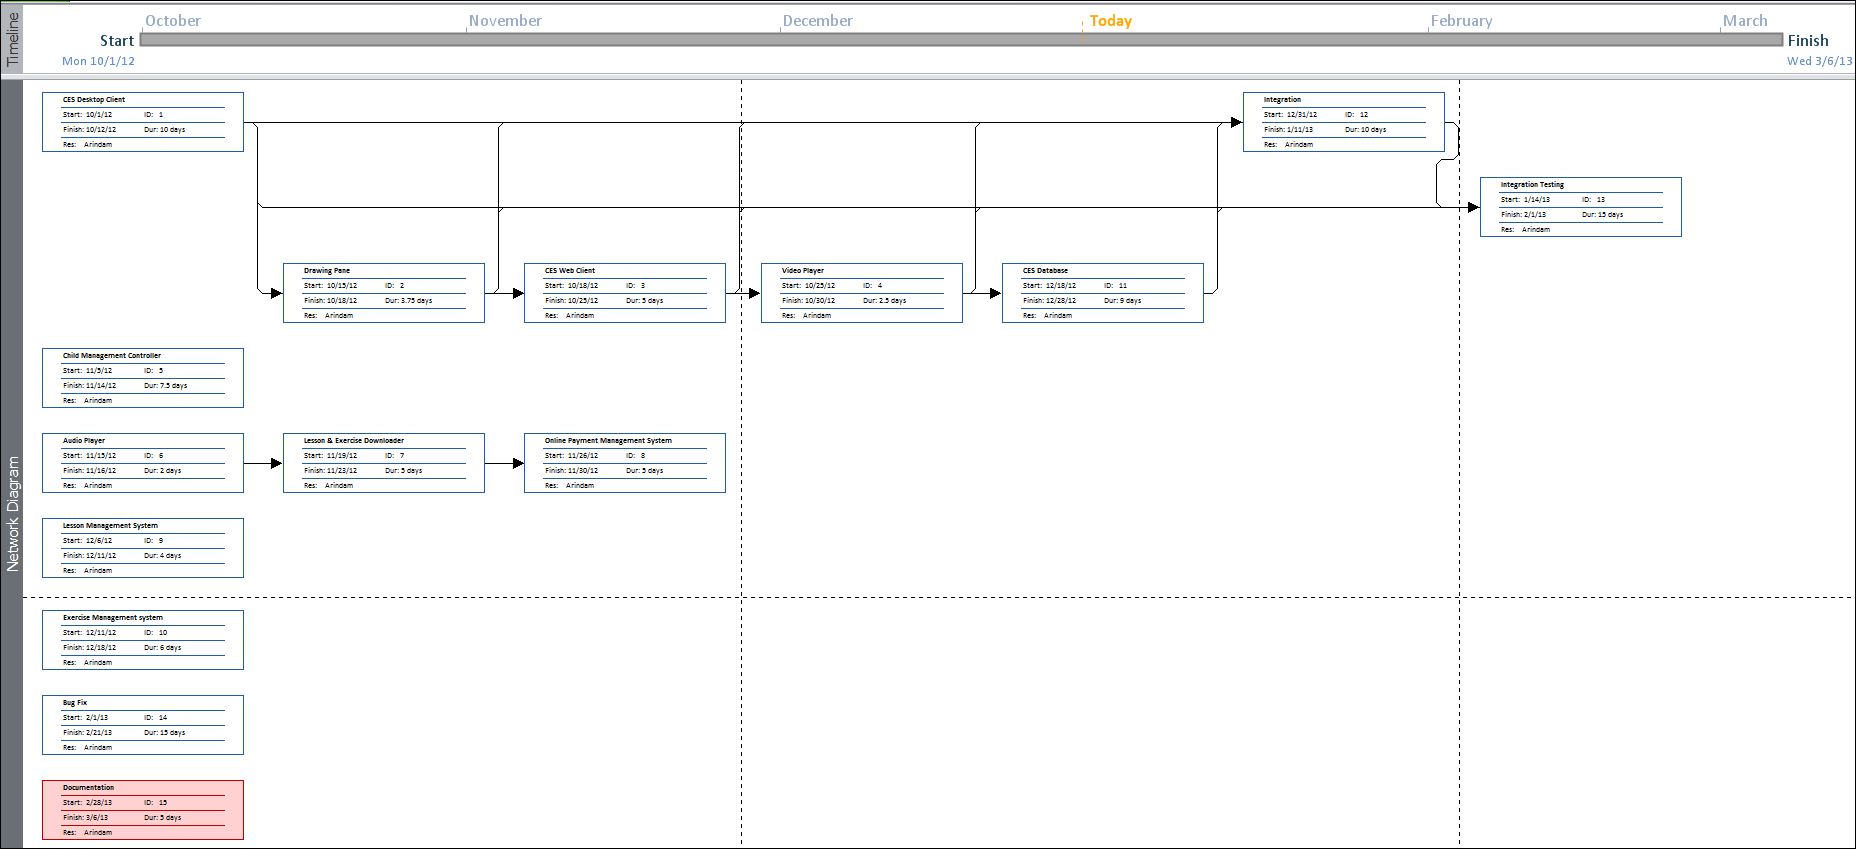 Timeline
October
November
December
Today
February
March
Start
Finish
Mon 10/1/12
Wed 3/6/13
Network Diagram
CES Desktop Client
Start: 10/1/12 ID: 1
Finish: 10/12/12 Dur: 10 days
Res: Arindam
Integration
Start: 12/31/12 ID: 12
Finish: 1/11/13 Dur: 10 days
Res: Arindam
Integration Testing
Start: 1/14/13 ID: 13
Finish: 2/1/13 Dur: 15 days
Res: Arindam
Drawing Pane
Start: 10/15/12 ID: 2
Finish: 10/18/12 Dur: 3.75 days
Res: Arindam
CES Web Client
Start: 10/18/12 ID: 3
Finish: 10/25/12 Dur: 5 days
Res: Arindam
Video Player
Start: 10/25/12 ID: 4
Finish: 10/30/12 Dur: 2.5 days
Res: Arindam
CES Database
Start: 12/18/12 ID: 11
Finish: 12/28/12 Dur: 9 days
Res: Arindam
Child Management Controller
Start: 11/5/12 ID: 5
Finish: 11/14/12 Dur: 7.5 days
Res: Arindam
Audio Player
Start: 11/15/12 ID: 6
Finish: 11/16/12 Dur: 2 days
Res: Arindam
Lesson & Exercise Downloader
Start: 11/19/12 ID: 7
Finish: 11/23/12 Dur: 5 days
Res: Arindam
Online Payment Management System
Start: 11/26/12 ID: 8
Finish: 11/30/12 Dur: 5 days
Res: Arindam
Lesson Management System
Start: 12/6/12 ID: 9
Finish: 12/11/12 Dur: 4 days
Res: Arindam
Exercise Management system
Start: 12/11/12 ID: 10
Finish: 12/18/12 Dur: 6 days
Res: Arindam
Bug Fix
Start: 2/1/13 ID: 14
Finish: 2/21/13 Dur: 15 days
Res: Arindam
Documentation
Start: 2/28/13 ID: 15
Finish: 3/6/13 Dur: 5 days
Res: Arindam